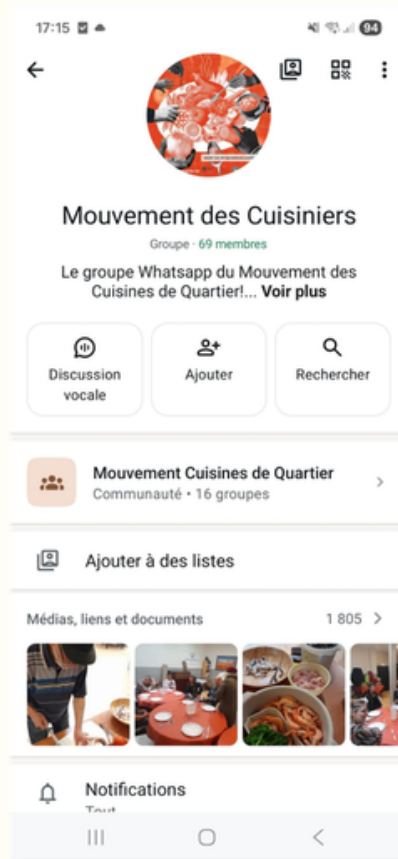 17:15
94
Mouvement des Cuisiniers
Groupe · 69 membres
Le groupe Whatsapp du Mouvement des
Cuisines de Quartier!... Voir plus
Discussion
vocale
Ajouter
Rechercher
Mouvement Cuisines de Quartier
Communauté • 16 groupes
Ajouter à des listes
Médias, liens et documents
1 805
Notifications
Tout